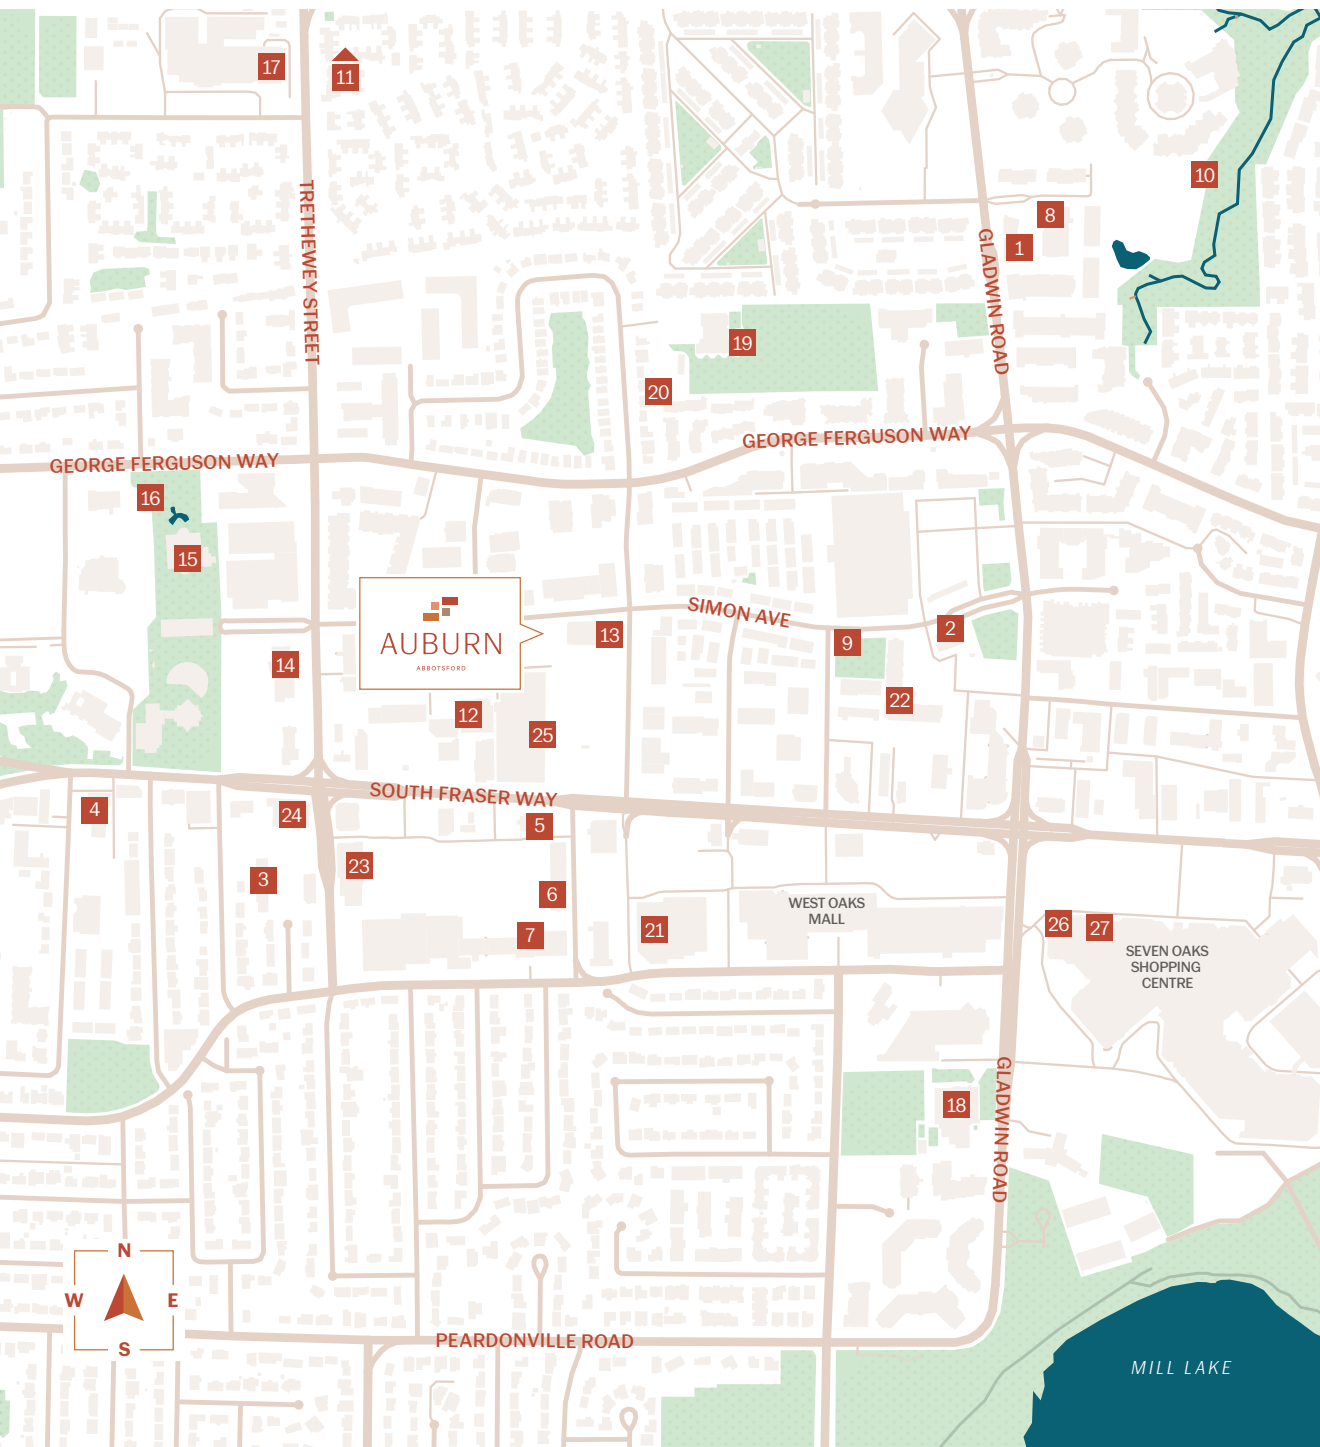 17
11
10
8
1
TRETHEWEY STREET
GLADWIN ROAD
19
20
GEORGE FERGUSON WAY
GEORGE FERGUSON WAY
16
15
SIMON AVE
2
13
9
AUBURN
ABBOTSFORD
14
22
12
25
SOUTH FRASER WAY
4
24
5
23
3
6
WEST OAKS
MALL
7
21
26
27
SEVEN OAKS
SHOPPING
CENTRE
GLADWIN ROAD
18
N
W
E
S
PEARDONVILLE ROAD
MILL LAKE